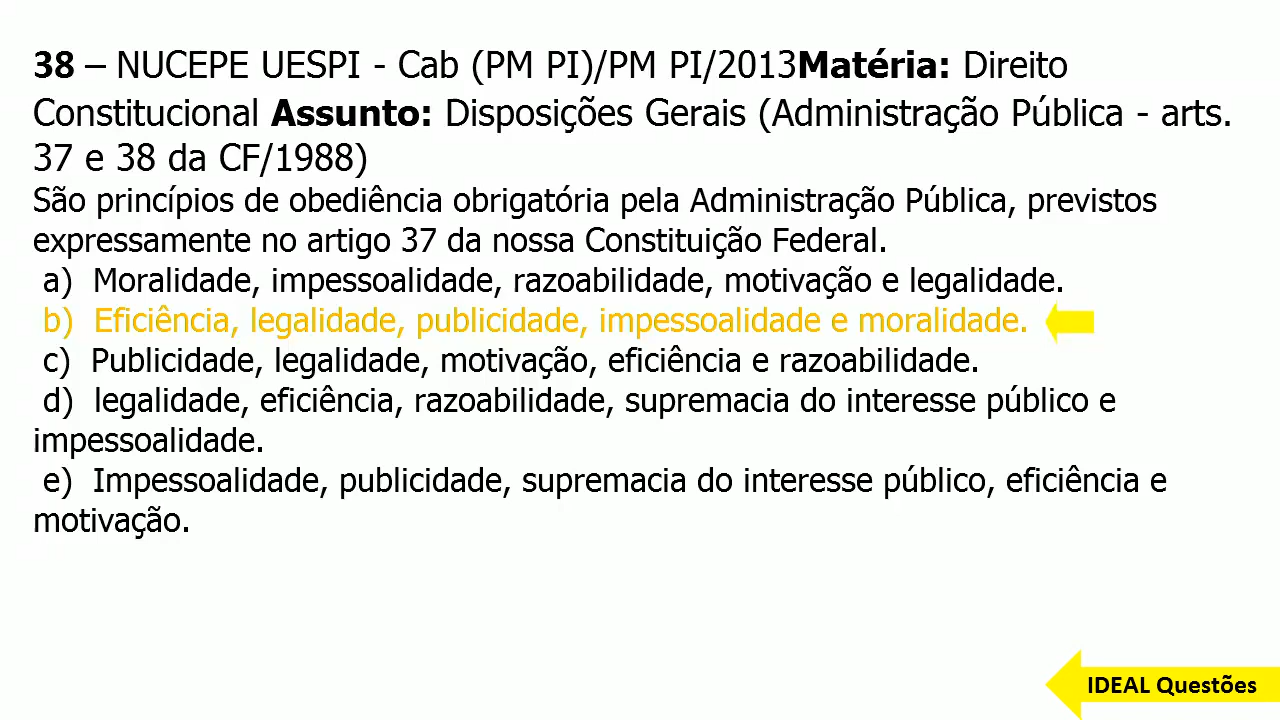 38 – NUCEPE UESPI - Cab (PM PI)/PM PI/2013Matéria: Direito
Constitucional Assunto: Disposições Gerais (Administração Pública - arts.
37 e 38 da CF/1988)
São princípios de obediência obrigatória pela Administração Pública, previstos
expressamente no artigo 37 da nossa Constituição Federal.
a) Moralidade, impessoalidade, razoabilidade, motivação e legalidade.
b) Eficiência, legalidade, publicidade, impessoalidade e moralidade.
c) Publicidade, legalidade, motivação, eficiência e razoabilidade.
d) legalidade, eficiência, razoabilidade, supremacia do interesse público e
impessoalidade.
e) Impessoalidade, publicidade, supremacia do interesse público, eficiência e
motivação.
IDEAL Questões